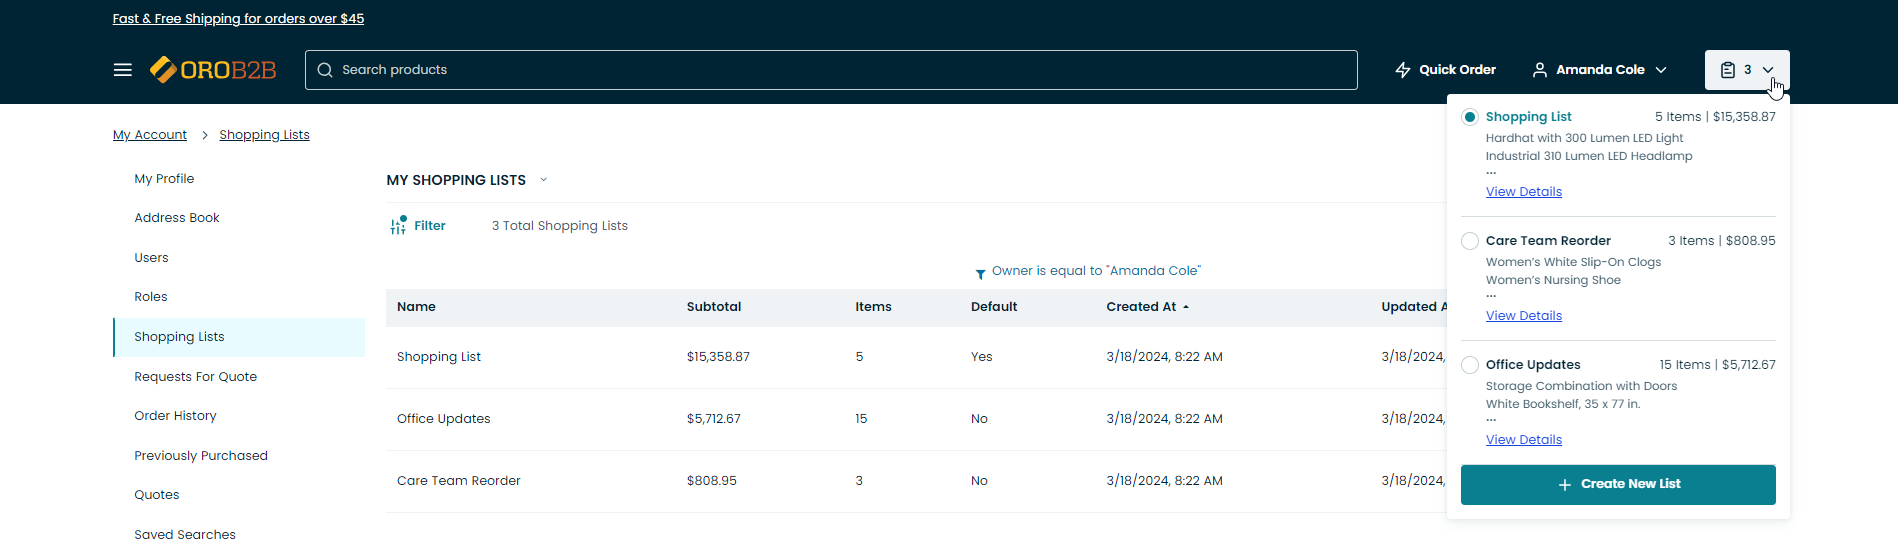 Fast & Free Shipping for orders over $45
OROB2B
Search products
Quick Order
Amanda Cole
3
My Account > Shopping Lists
My Profile
Address Book
Users
Roles
Shopping Lists
Requests For Quote
Order History
Previously Purchased
Quotes
Saved Searches
MY SHOPPING LISTS
Filter
3 Total Shopping Lists
Owner is equal to "Amanda Cole"
Name Subtotal Items Default Created At Updated A
Shopping List $15,358.87 5 Yes 3/18/2024, 8:22 AM 3/18/2024,
Office Updates $5,712.67 15 No 3/18/2024, 8:22 AM 3/18/2024,
Care Team Reorder $808.95 3 No 3/18/2024, 8:22 AM 3/18/2024,
Shopping List 5 Items | $15,358.87
Hardhat with 300 Lumen LED Light
Industrial 310 Lumen LED Headlamp
...
View Details
Care Team Reorder 3 Items | $808.95
Women’s White Slip-On Clogs
Women’s Nursing Shoe
...
View Details
Office Updates 15 Items | $5,712.67
Storage Combination with Doors
White Bookshelf, 35 x 77 in.
...
View Details
+ Create New List